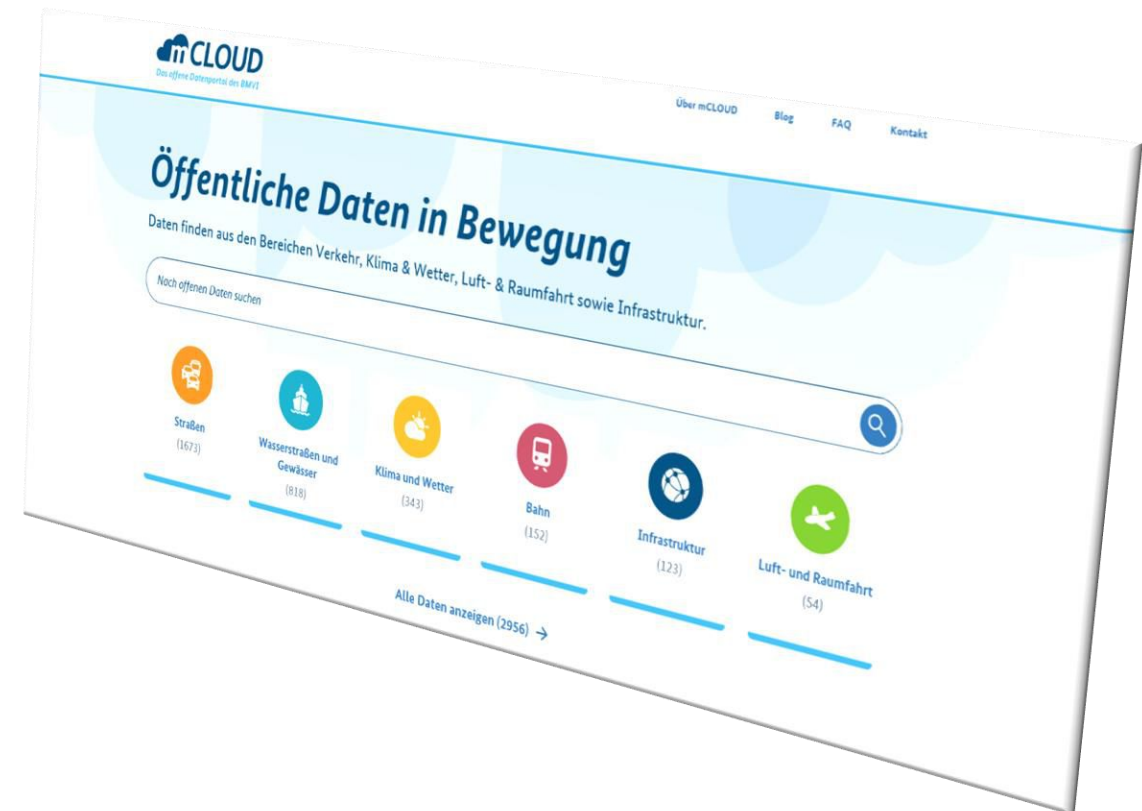 mCLOUD
Das offene Datenportal des BMVI
Über mCLOUD
Blog
FAQ
Kontakt
Öffentliche Daten in Bewegung
Daten finden aus den Bereichen Verkehr, Klima & Wetter, Luft- & Raumfahrt sowie Infrastruktur.
Nach offenen Daten suchen
Straßen
(1673)
Wasserstraßen und
Gewässer
(818)
Klima und Wetter
(343)
Bahn
(152)
Infrastruktur
(123)
Luft- und Raumfahrt
(54)
Alle Daten anzeigen (2956) →